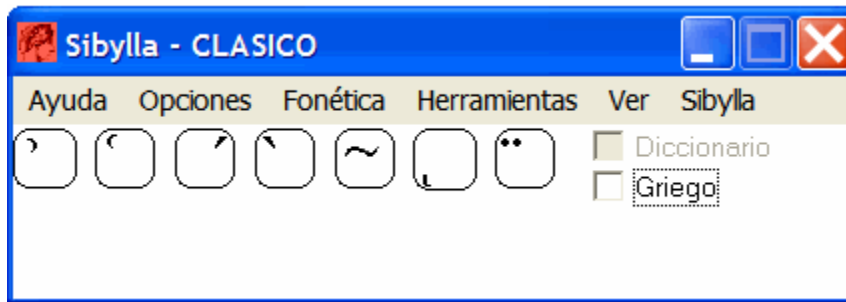 Sibylla - CLASICO
Ayuda Opciones Fonética Herramientas Ver Sibylla
Diccionario
Griego